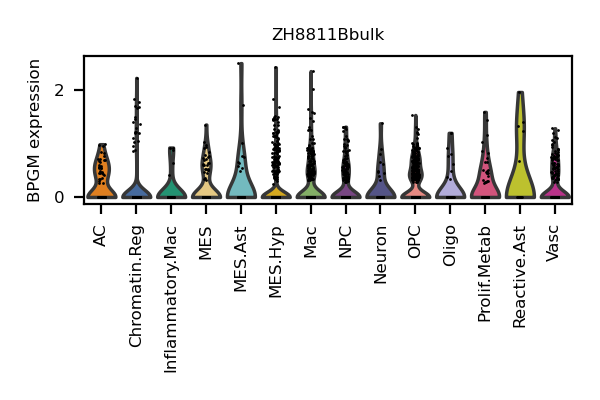 ZH8811Bbulk
BPGM expression
2
0
AC
Chromatin.Reg
Inflammatory.Mac
MES
MES.Ast
MES.Hyp
Mac
NPC
Neuron
OPC
Oligo
Prolif.Metab
Reactive.Ast
Vasc